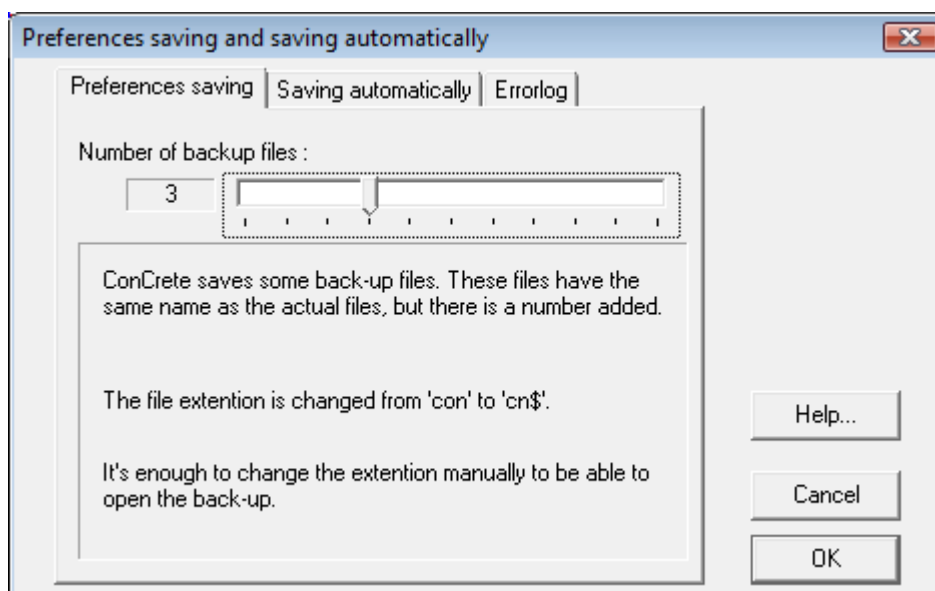 Preferences saving and saving automatically
Preferences saving
Saving automatically
Errorlog
Number of backup files :
3
ConCrete saves some back-up files. These files have the
same name as the actual files, but there is a number added.
The file extention is changed from 'con' to 'cn$'.
It's enough to change the extention manually to be able to
open the back-up.
Help...
Cancel
OK